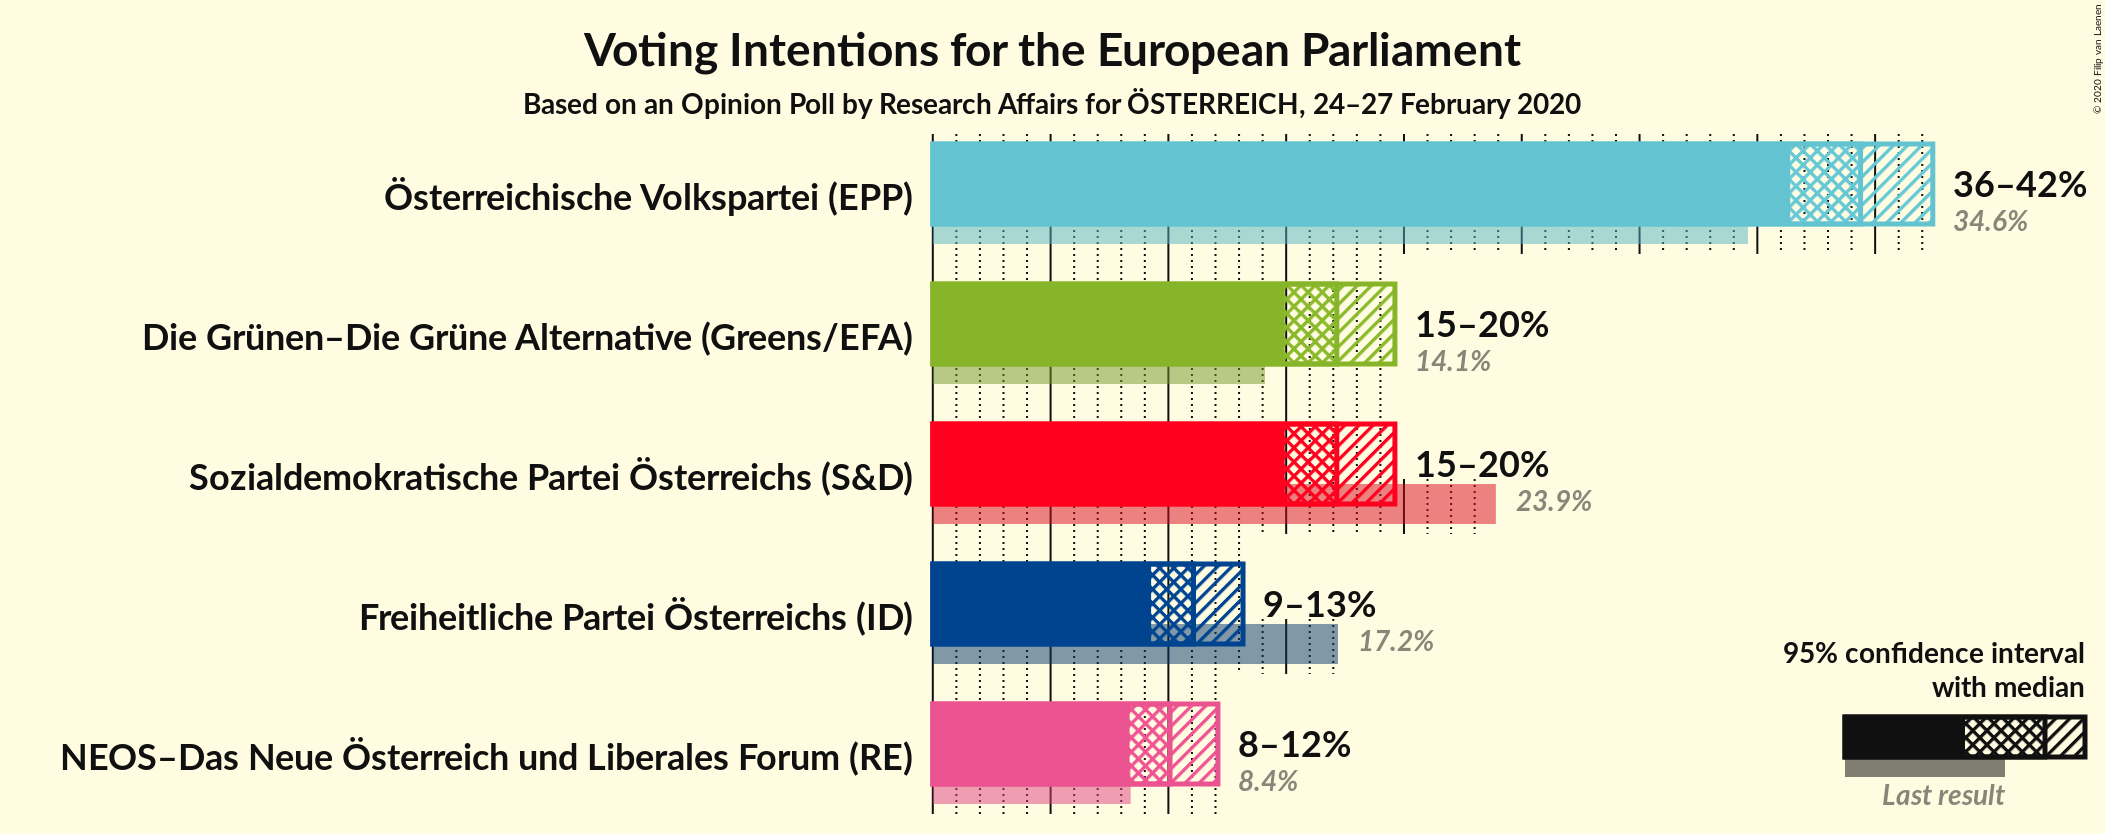 Voting Intentions for the European Parliament
Based on an Opinion Poll by Research Affairs for ÖSTERREICH, 24–27 February 2020
© 2020 Filip van Laenen
Österreichische Volkspartei (EPP)
36–42%
34.6%
Die Grünen–Die Grüne Alternative (Greens/EFA)
15–20%
14.1%
Sozialdemokratische Partei Österreichs (S&D)
15–20%
23.9%
Freiheitliche Partei Österreichs (ID)
9–13%
17.2%
NEOS–Das Neue Österreich und Liberales Forum (RE)
8–12%
8.4%
95% confidence interval
with median
Last result